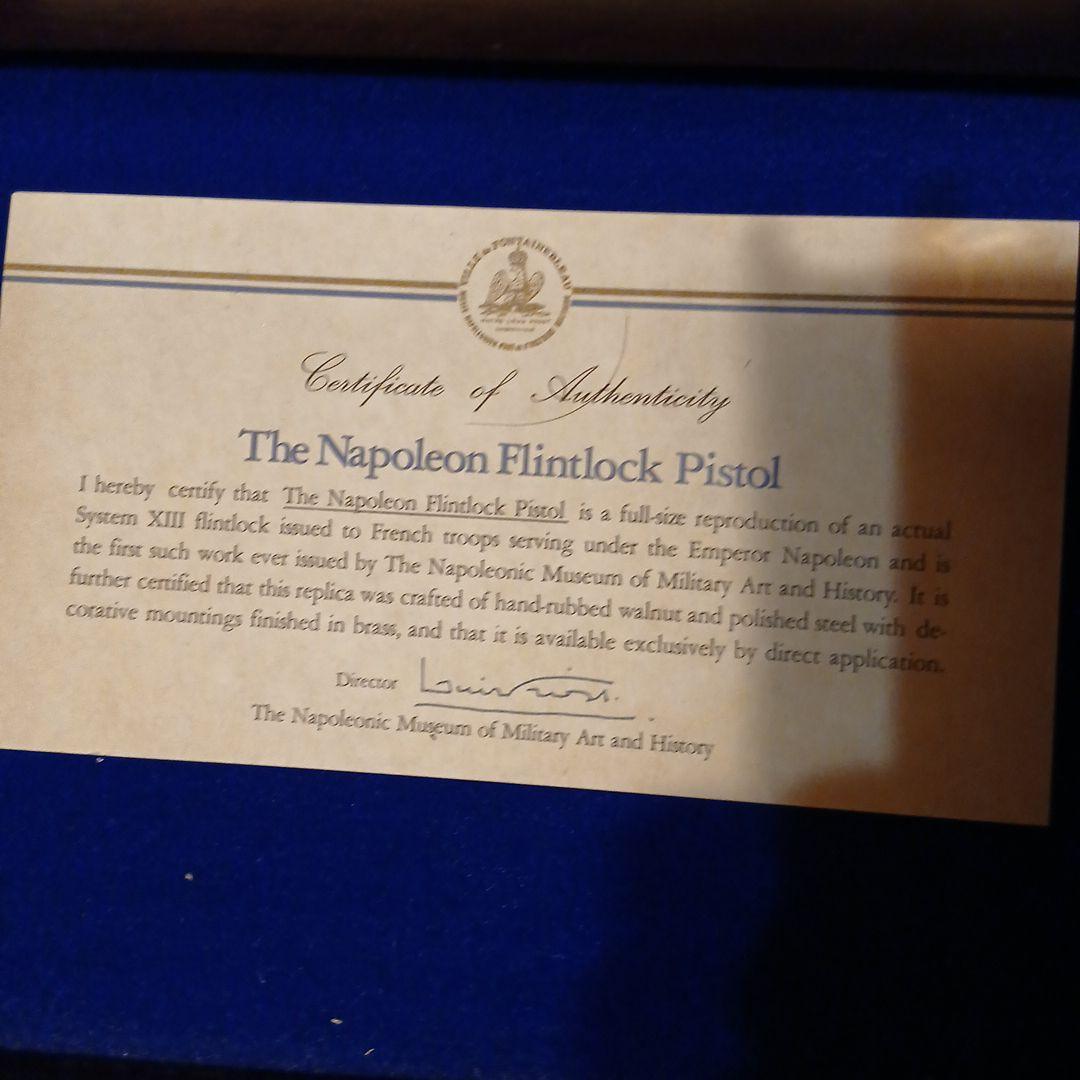 VILLE de FONTAINEBLEAU
Certificate of Authenticity
The Napoleon Flintlock Pistol
I hereby certify that The Napoleon Flintlock Pistol is a full-size reproduction of an actual
System XIII flintlock issued to French troops serving under the Emperor Napoleon and is
the first such work ever issued by The Napoleonic Museum of Military Art and History. It is
further certified that this replica was crafted of hand-rubbed walnut and polished steel with de-
corative mountings finished in brass, and that it is available exclusively by direct application.
Director
The Napoleonic Museum of Military Art and History